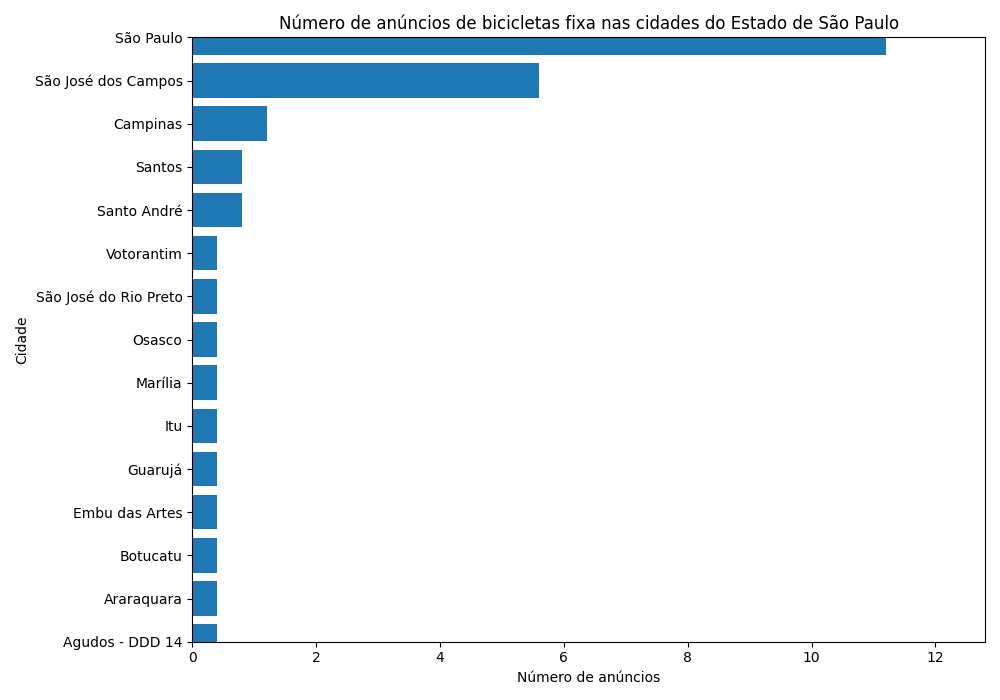 Número de anúncios de bicicletas fixa nas cidades do Estado de São Paulo
São Paulo
São José dos Campos
Campinas
Santos
Santo André
Votorantim
São José do Rio Preto
Osasco
Marília
Itu
Guarujá
Embu das Artes
Botucatu
Araraquara
Agudos - DDD 14
Cidade
0 2 4 6 8 10 12
Número de anúncios